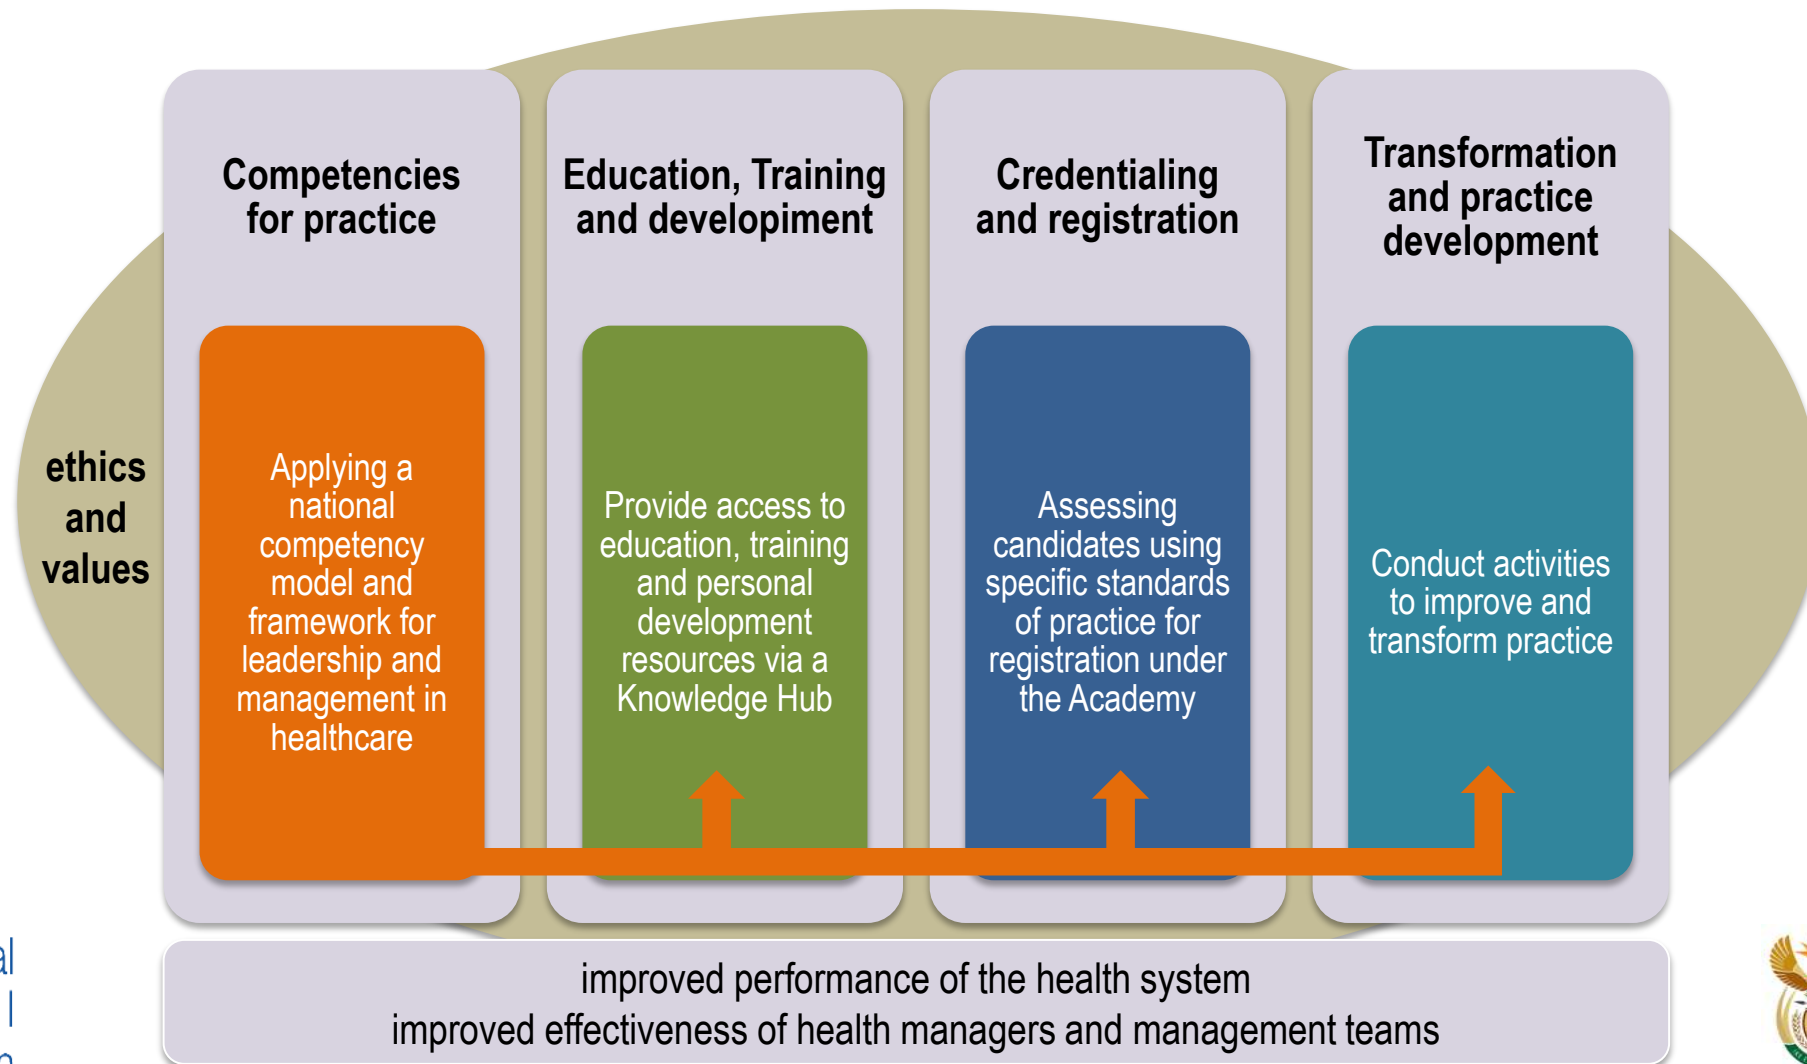 Competencies
for practice
Education, Training
and developiment
Credentialing
and registration
Transformation
and practice
development
ethics
and
values
Applying a
national
competency
model and
framework for
leadership and
management in
healthcare
Provide access to
education, training
and personal
development
resources via a
Knowledge Hub
Assessing
candidates using
specific standards
of practice for
registration under
the Academy
Conduct activities
to improve and
transform practice
improved performance of the health system
improved effectiveness of health managers and management teams